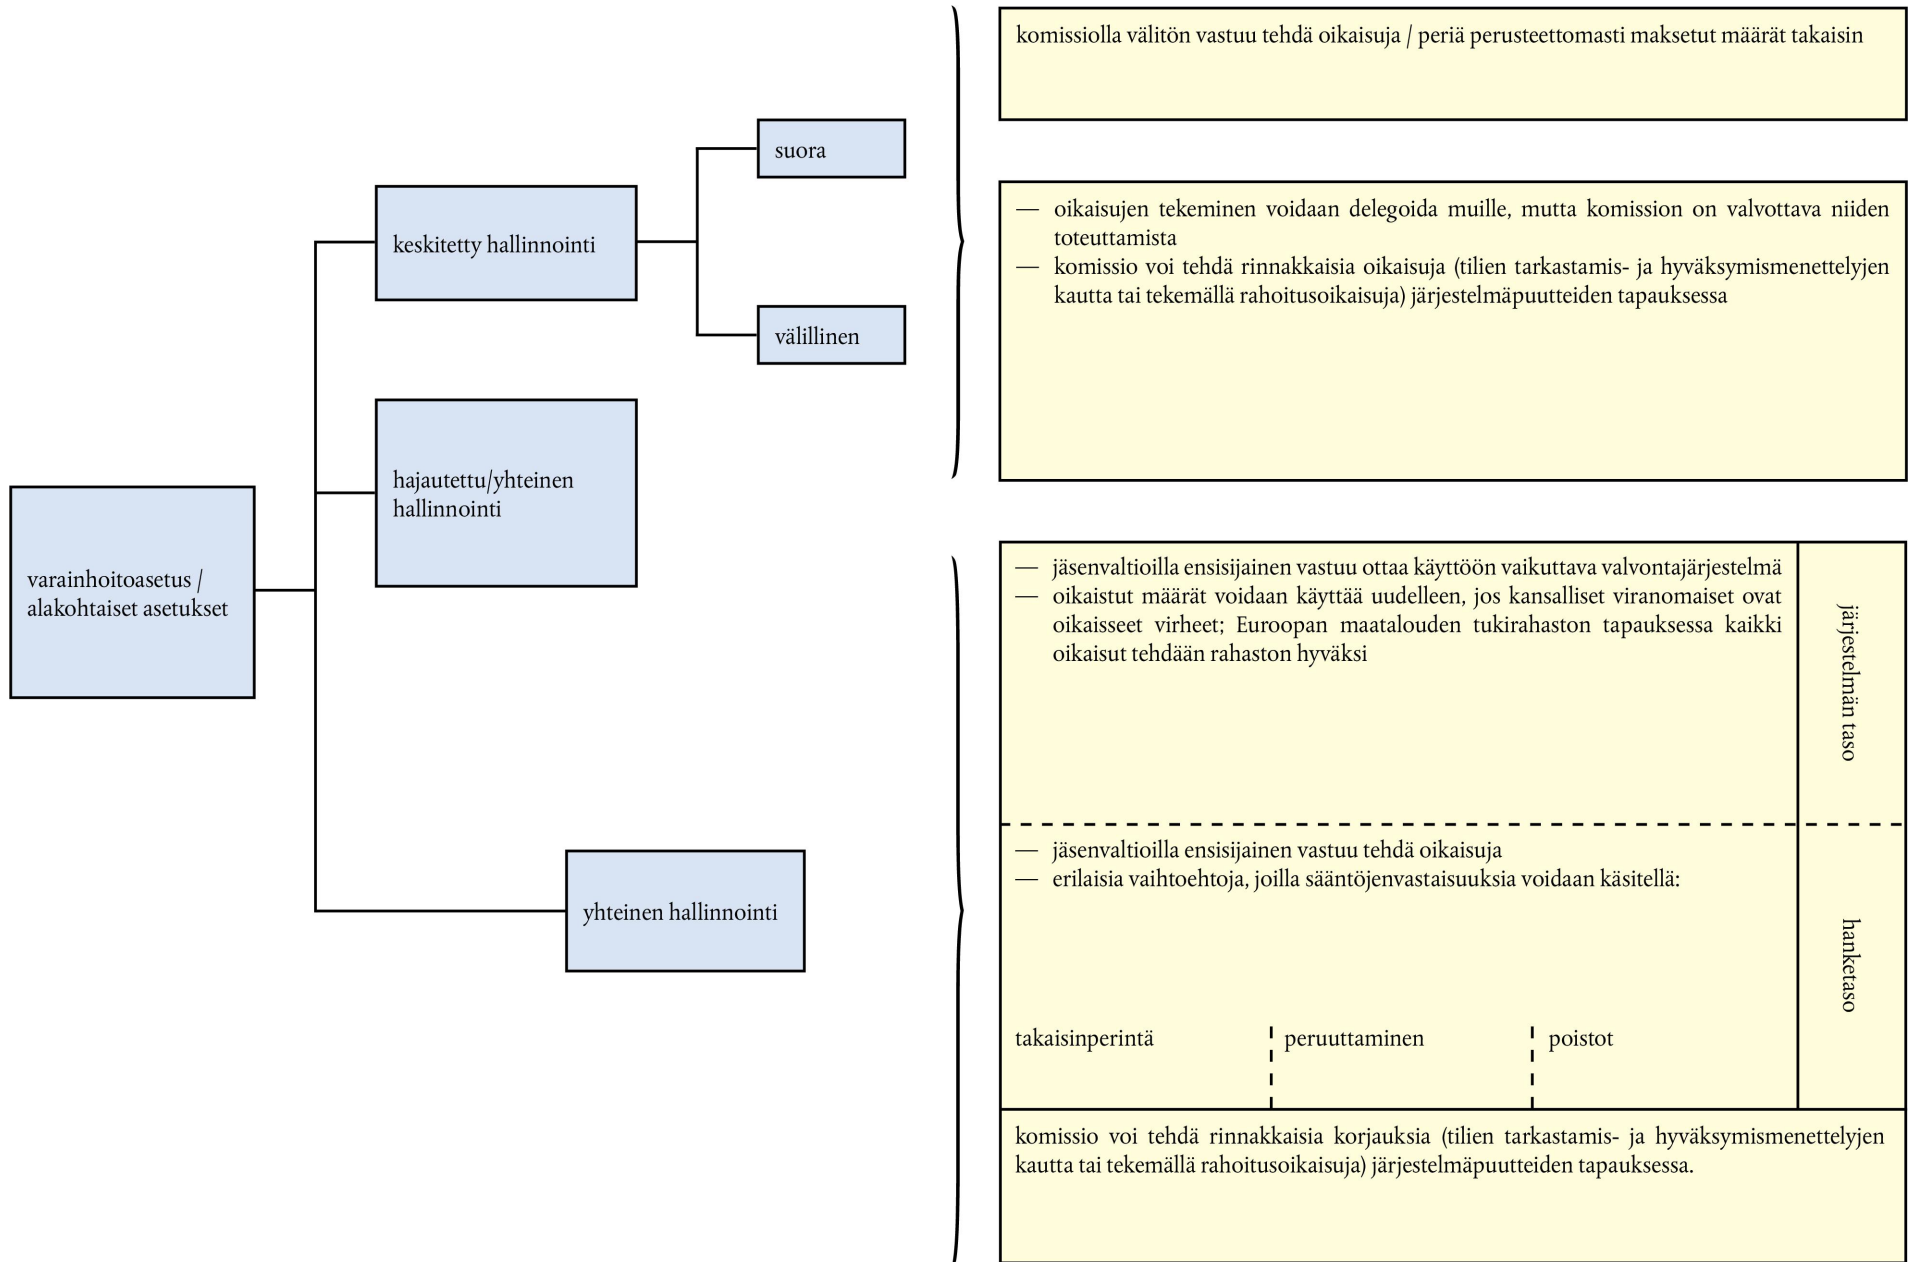 komissiolla välitön vastuu tehdä oikaisuja / periä perusteettomasti maksetut määrät takaisin
suora
keskitetty hallinnointi
välillinen
— oikaisujen tekeminen voidaan delegoida muille, mutta komission on valvottava niiden
toteuttamista
— komissio voi tehdä rinnakkaisia oikaisuja (tilien tarkastamis- ja hyväksymismenettelyjen
kautta tai tekemällä rahoitusoikaisuja) järjestelmäpuutteiden tapauksessa
hajautettu/yhteinen
hallinnointi
varainhoitoasetus /
alakohtaiset asetukset
yhteinen hallinnointi
— jäsenvaltioilla ensisijainen vastuu ottaa käyttöön vaikuttava valvontajärjestelmä
— oikaistut määrät voidaan käyttää uudelleen, jos kansalliset viranomaiset ovat
oikaisseet virheet; Euroopan maatalouden tukirahaston tapauksessa kaikki
oikaisut tehdään rahaston hyväksi
järjestelmän taso
— jäsenvaltioilla ensisijainen vastuu tehdä oikaisuja
— erilaisia vaihtoehtoja, joilla sääntöjenvastaisuuksia voidaan käsitellä:
hanketaso
takaisinperintä
peruuttaminen
poistot
komissio voi tehdä rinnakkaisia korjauksia (tilien tarkastamis- ja hyväksymismenettelyjen
kautta tai tekemällä rahoitusoikaisuja) järjestelmäpuutteiden tapauksessa.